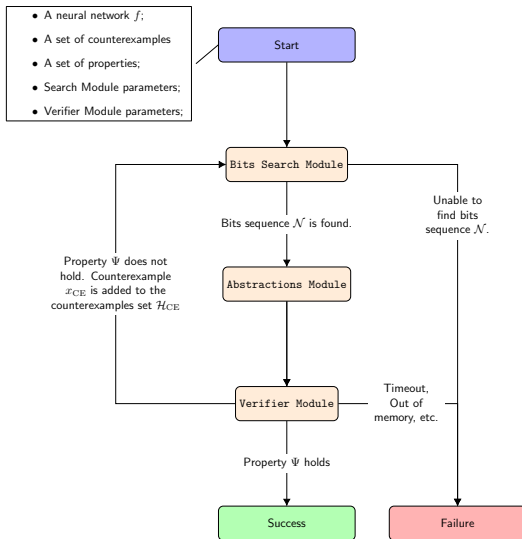 • A neural network f;
• A set of counterexamples
• A set of properties;
• Search Module parameters;
• Verifier Module parameters;
Start
Bits Search Module
Unable to
find bits
sequence 𝒩.
Bits sequence 𝒩 is found.
Property Ψ does not
hold. Counterexample
x_CE is added to the
counterexamples set ℋ_CE
Abstractions Module
Verifier Module
Timeout,
Out of
memory, etc.
Property Ψ holds
Success
Failure